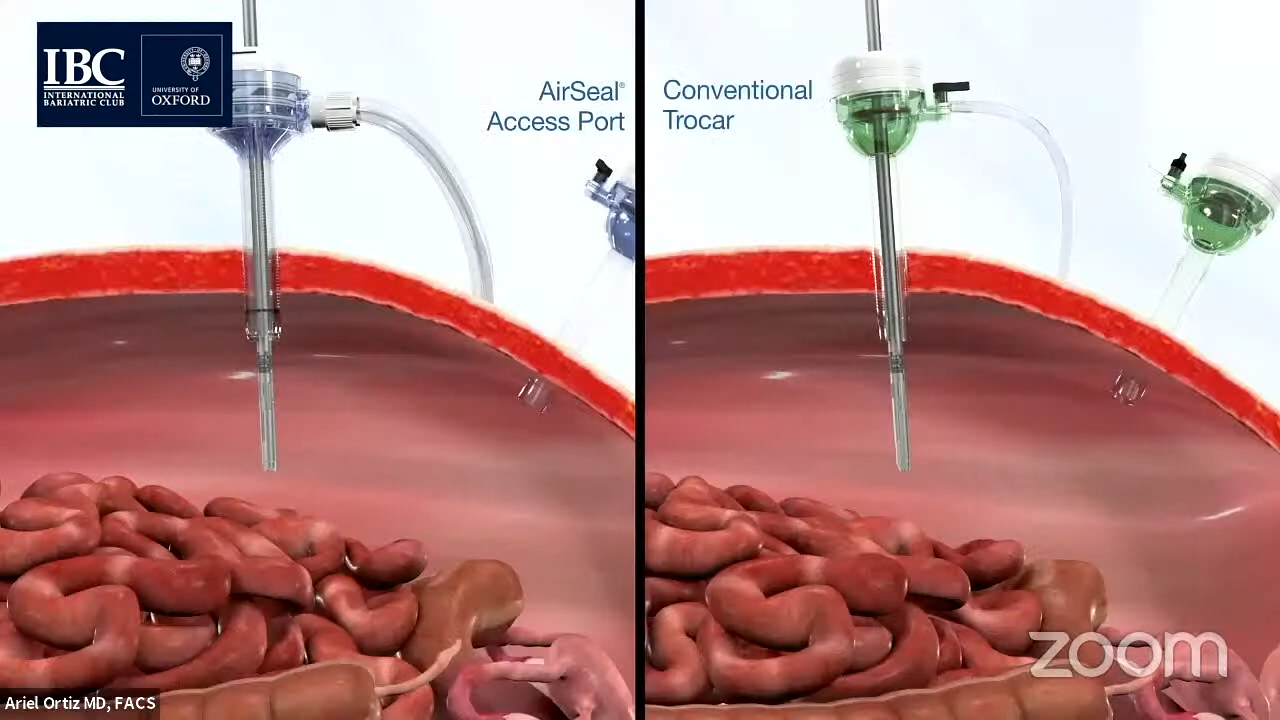 IBC
INTERNATIONAL
BARIATRIC CLUB
UNIVERSITY OF
OXFORD
AirSeal®
Access Port
Conventional
Trocar
zoom
Ariel Ortiz MD, FACS